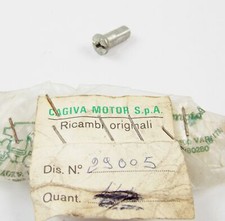 CAGIVA MOTOR S.p.A.
Ricambi originali
Dis. N° 29005
Quant.